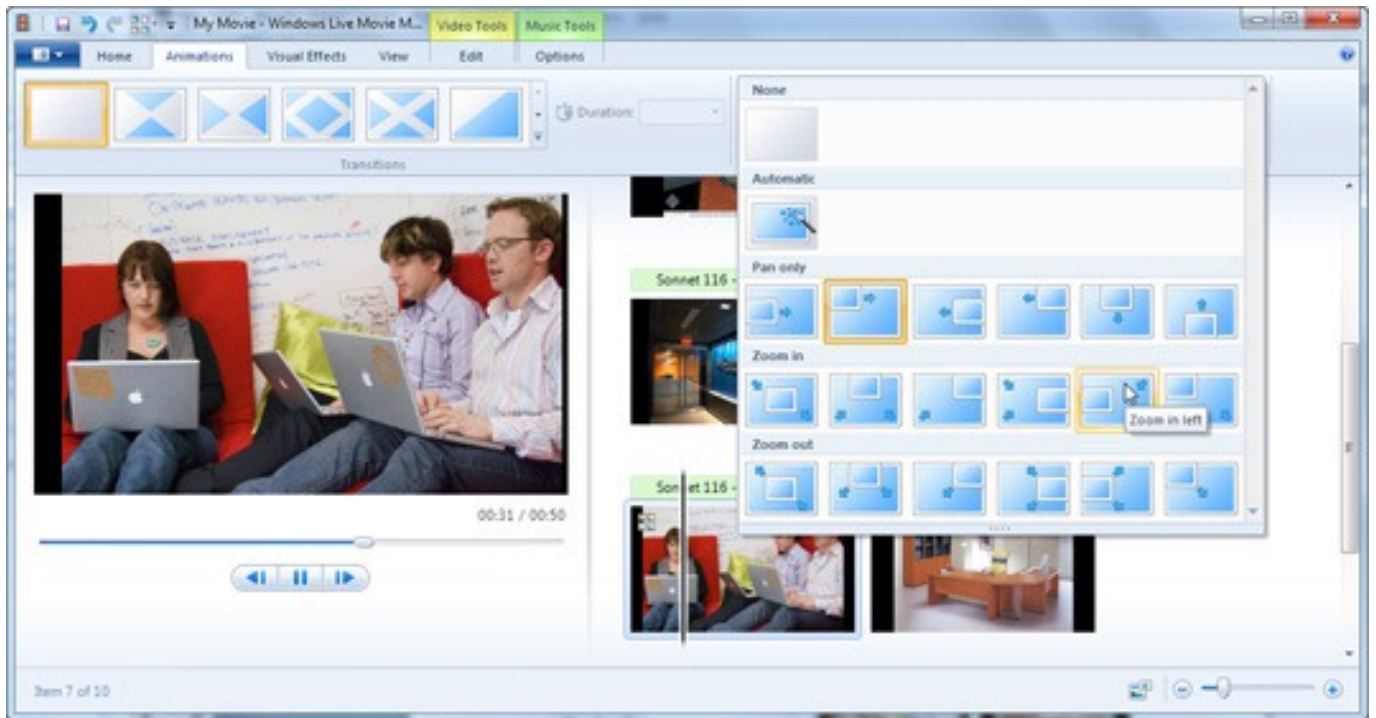 My Movie - Windows Live Movie M...
Video Tools
Music Tools
Home
Animations
Visual Effects
View
Edit
Options
Duration:
Transitions
None
Automatic
Pan only
Zoom in
Zoom in left
Zoom out
Sonnet 116 -
Sonnet 116 -
00:31 / 00:50
Item 7 of 10